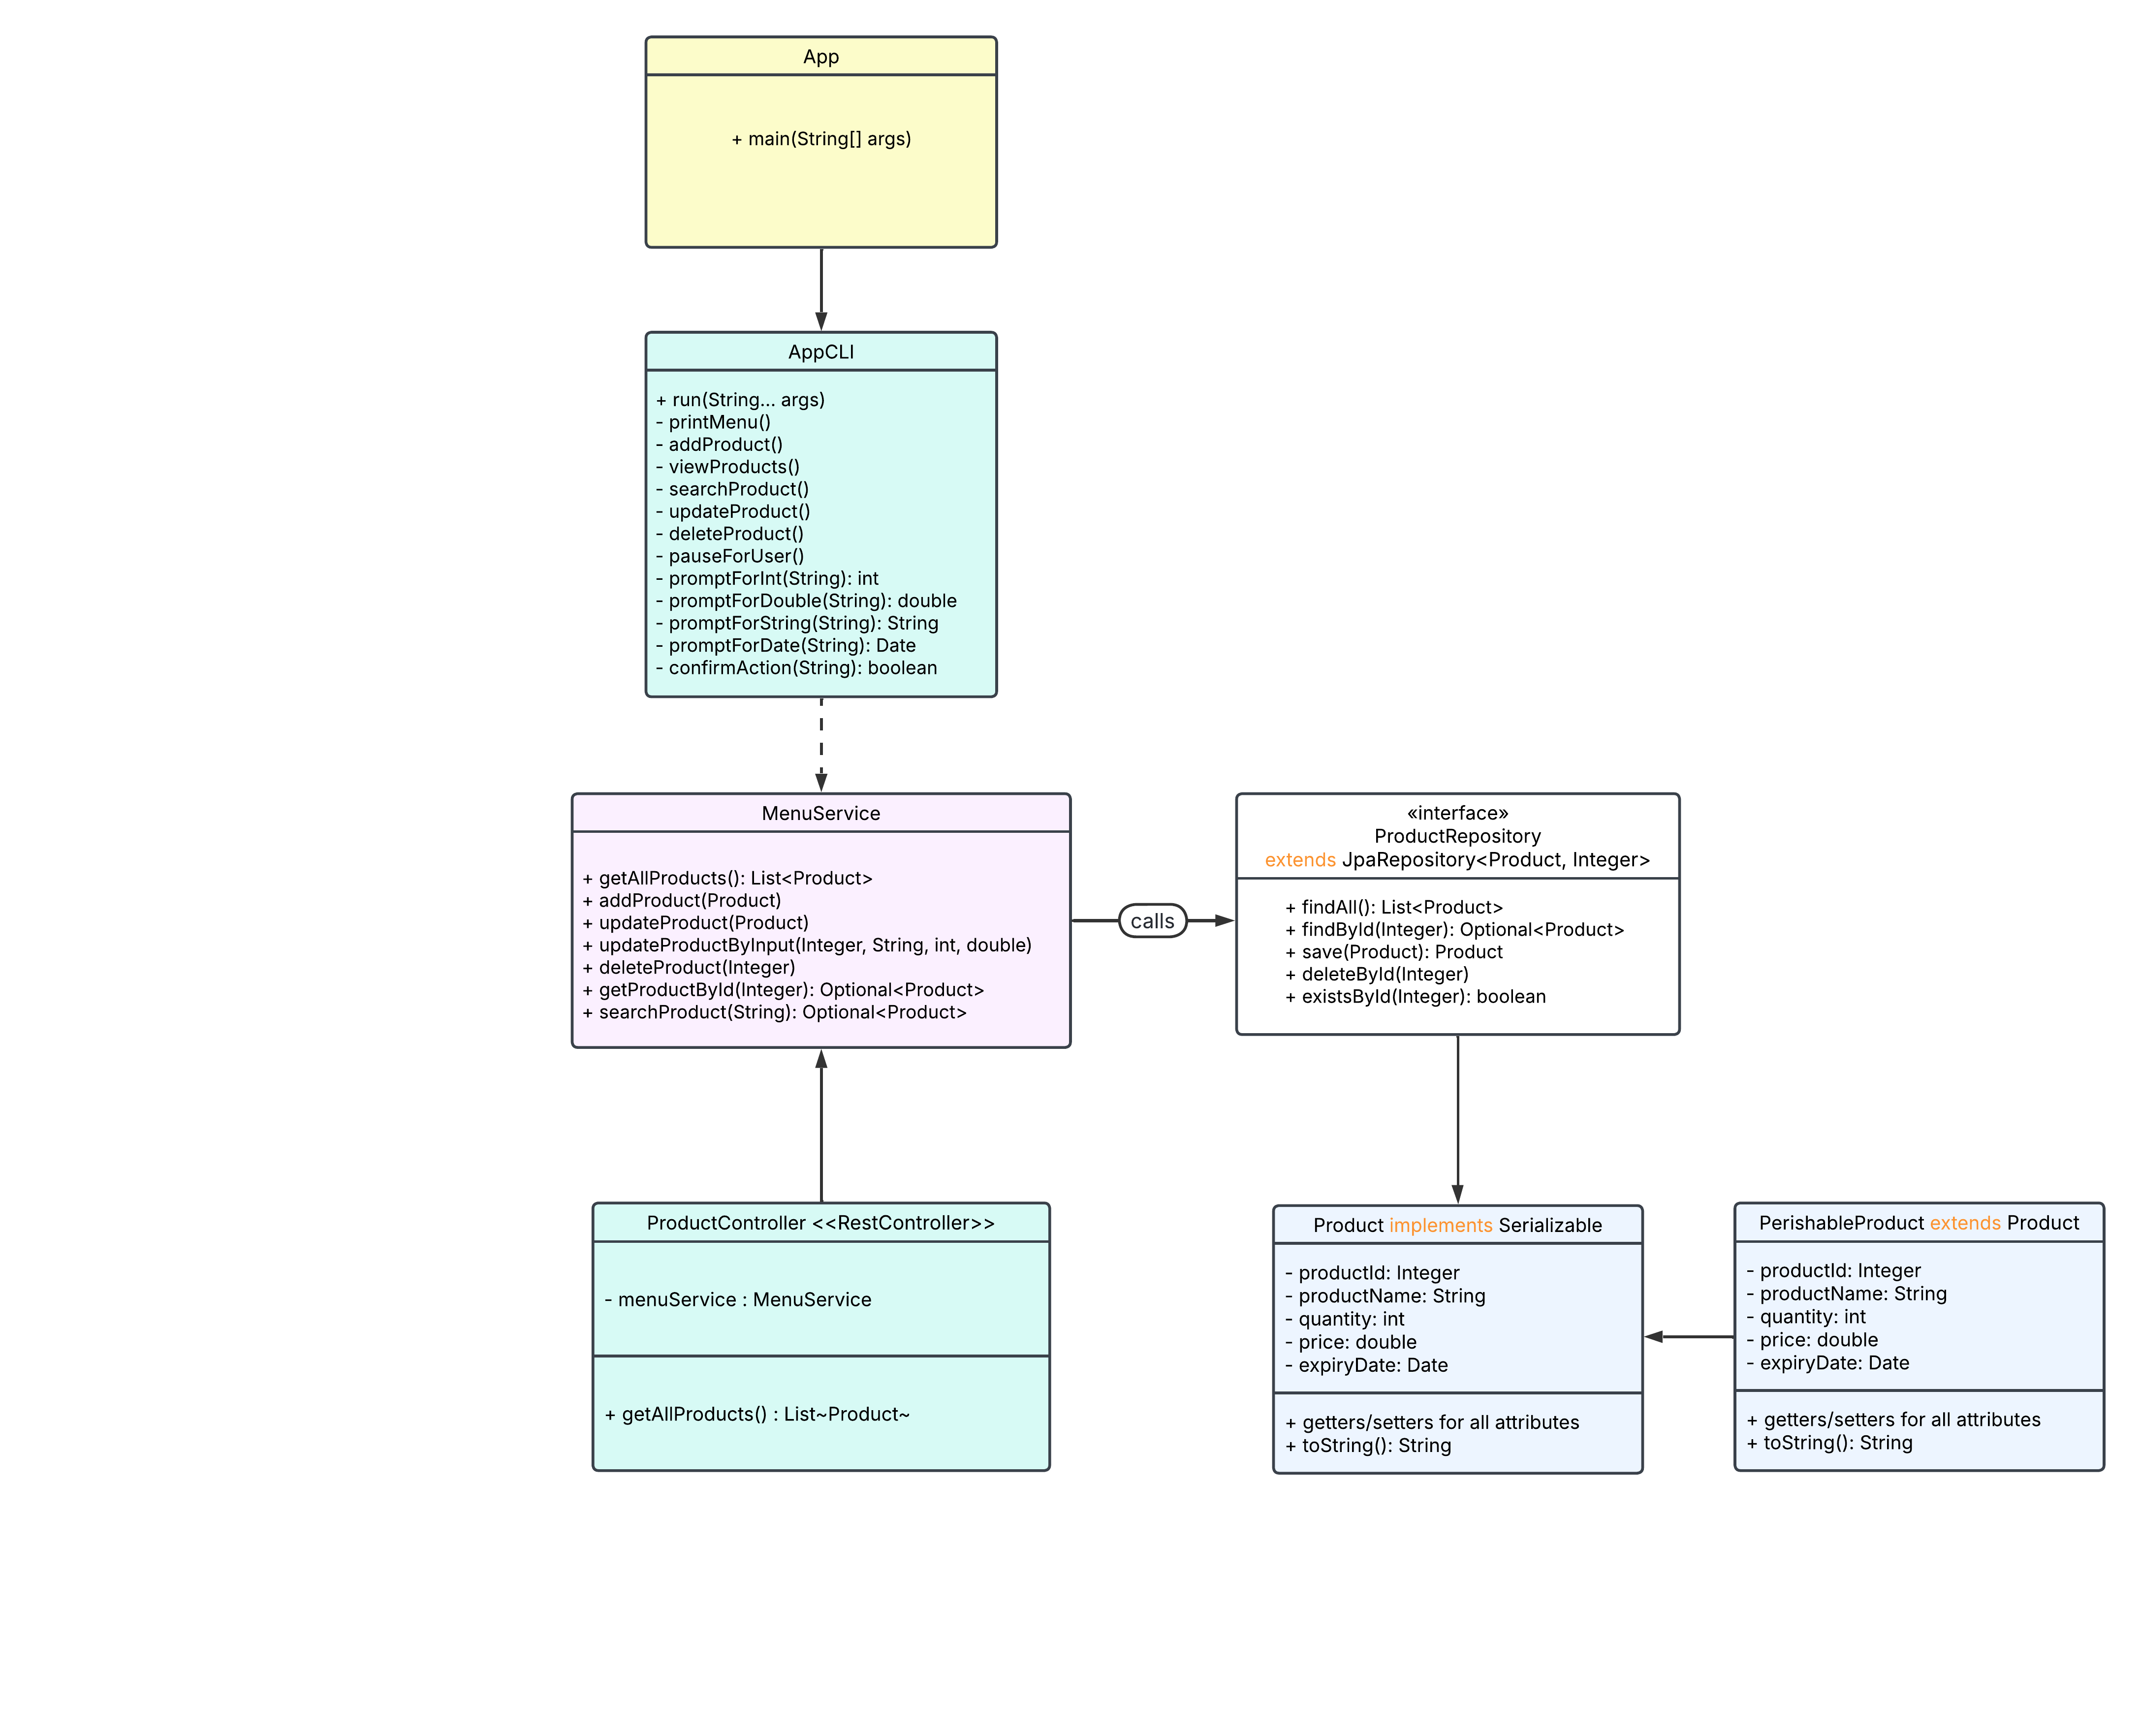 App
+ main(String[] args)
AppCLI
+ run(String... args)
- printMenu()
- addProduct()
- viewProducts()
- searchProduct()
- updateProduct()
- deleteProduct()
- pauseForUser()
- promptForInt(String): int
- promptForDouble(String): double
- promptForString(String): String
- promptForDate(String): Date
- confirmAction(String): boolean
MenuService
+ getAllProducts(): List<Product>
+ addProduct(Product)
+ updateProduct(Product)
+ updateProductByInput(Integer, String, int, double)
+ deleteProduct(Integer)
+ getProductById(Integer): Optional<Product>
+ searchProduct(String): Optional<Product>
calls
«interface»
ProductRepository
extends JpaRepository<Product, Integer>
+ findAll(): List<Product>
+ findById(Integer): Optional<Product>
+ save(Product): Product
+ deleteById(Integer)
+ existsById(Integer): boolean
ProductController <<RestController>>
- menuService : MenuService
+ getAllProducts() : List~Product~
Product implements Serializable
- productId: Integer
- productName: String
- quantity: int
- price: double
- expiryDate: Date
+ getters/setters for all attributes
+ toString(): String
PerishableProduct extends Product
- productId: Integer
- productName: String
- quantity: int
- price: double
- expiryDate: Date
+ getters/setters for all attributes
+ toString(): String